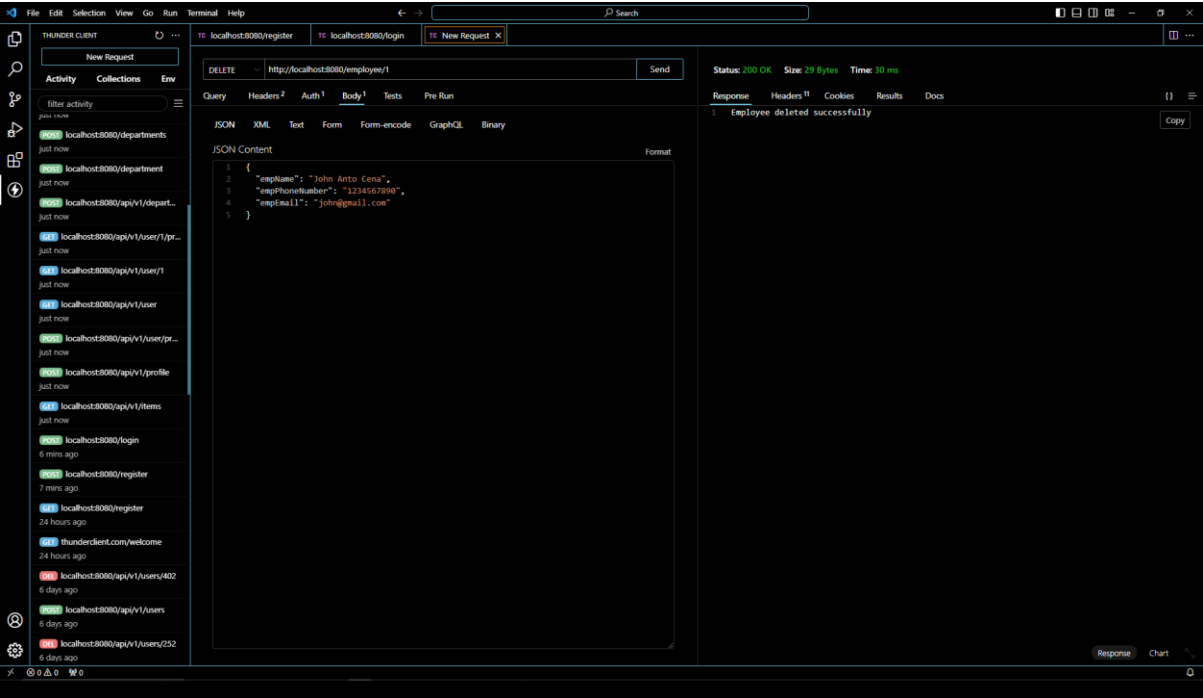 File Edit Selection View Go Run Terminal Help
Search
THUNDER CLIENT
New Request
Activity Collections Env
filter activity
just now
POST localhost:8080/departments
just now
POST localhost:8080/department
just now
POST localhost:8080/api/v1/depart...
just now
GET localhost:8080/api/v1/user/1/pr...
just now
GET localhost:8080/api/v1/user/1
just now
GET localhost:8080/api/v1/user
just now
POST localhost:8080/api/v1/user/pr...
just now
POST localhost:8080/api/v1/profile
just now
GET localhost:8080/api/v1/items
just now
POST localhost:8080/login
6 mins ago
POST localhost:8080/register
7 mins ago
GET localhost:8080/register
24 hours ago
GET thunderclient.com/welcome
24 hours ago
DEL localhost:8080/api/v1/users/402
6 days ago
POST localhost:8080/api/v1/users
6 days ago
DEL localhost:8080/api/v1/users/252
6 days ago
TC localhost:8080/register TC localhost:8080/login TC New Request
DELETE http://localhost:8080/employee/1 Send
Query Headers 2 Auth 1 Body 1 Tests Pre Run
JSON XML Text Form Form-encode GraphQL Binary
JSON Content Format
1 {
2 "empName": "John Anto Cena",
3 "empPhoneNumber": "1234567890",
4 "empEmail": "john@gmail.com"
5 }
Status: 200 OK Size: 29 Bytes Time: 30 ms
Response Headers 11 Cookies Results Docs {}
1 Employee deleted successfully
Copy
Response Chart
0 0 0